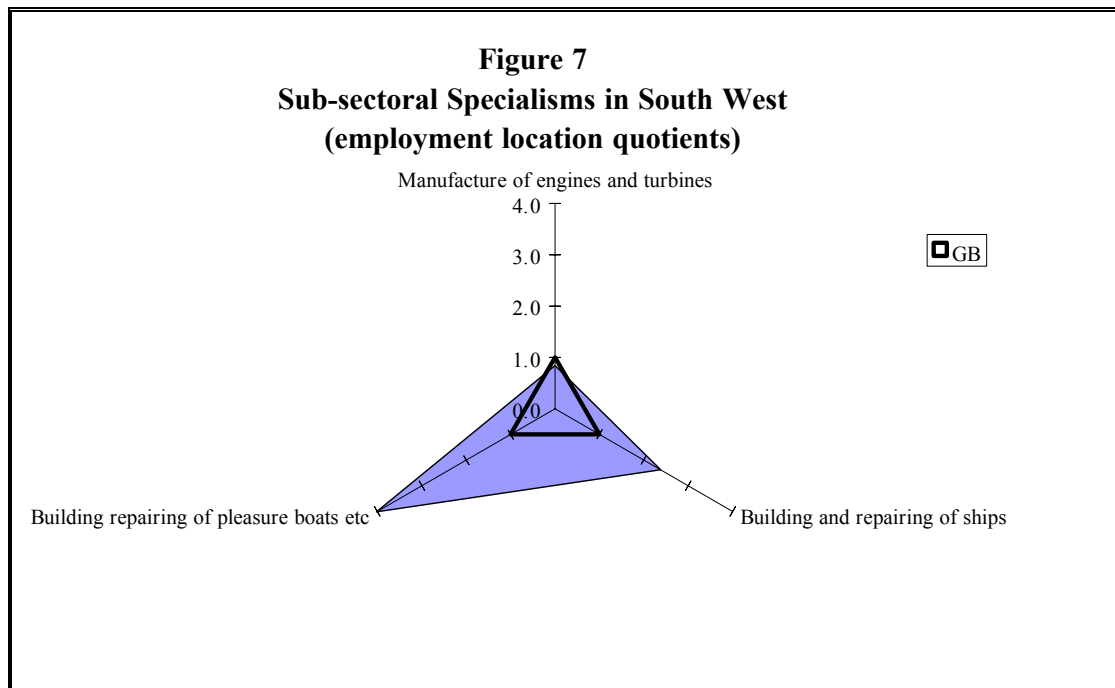 Figure 7
Sub-sectoral Specialisms in South West
(employment location quotients)
Manufacture of engines and turbines
4.0
3.0
2.0
1.0
0.0
GB
Building repairing of pleasure boats etc
Building and repairing of ships